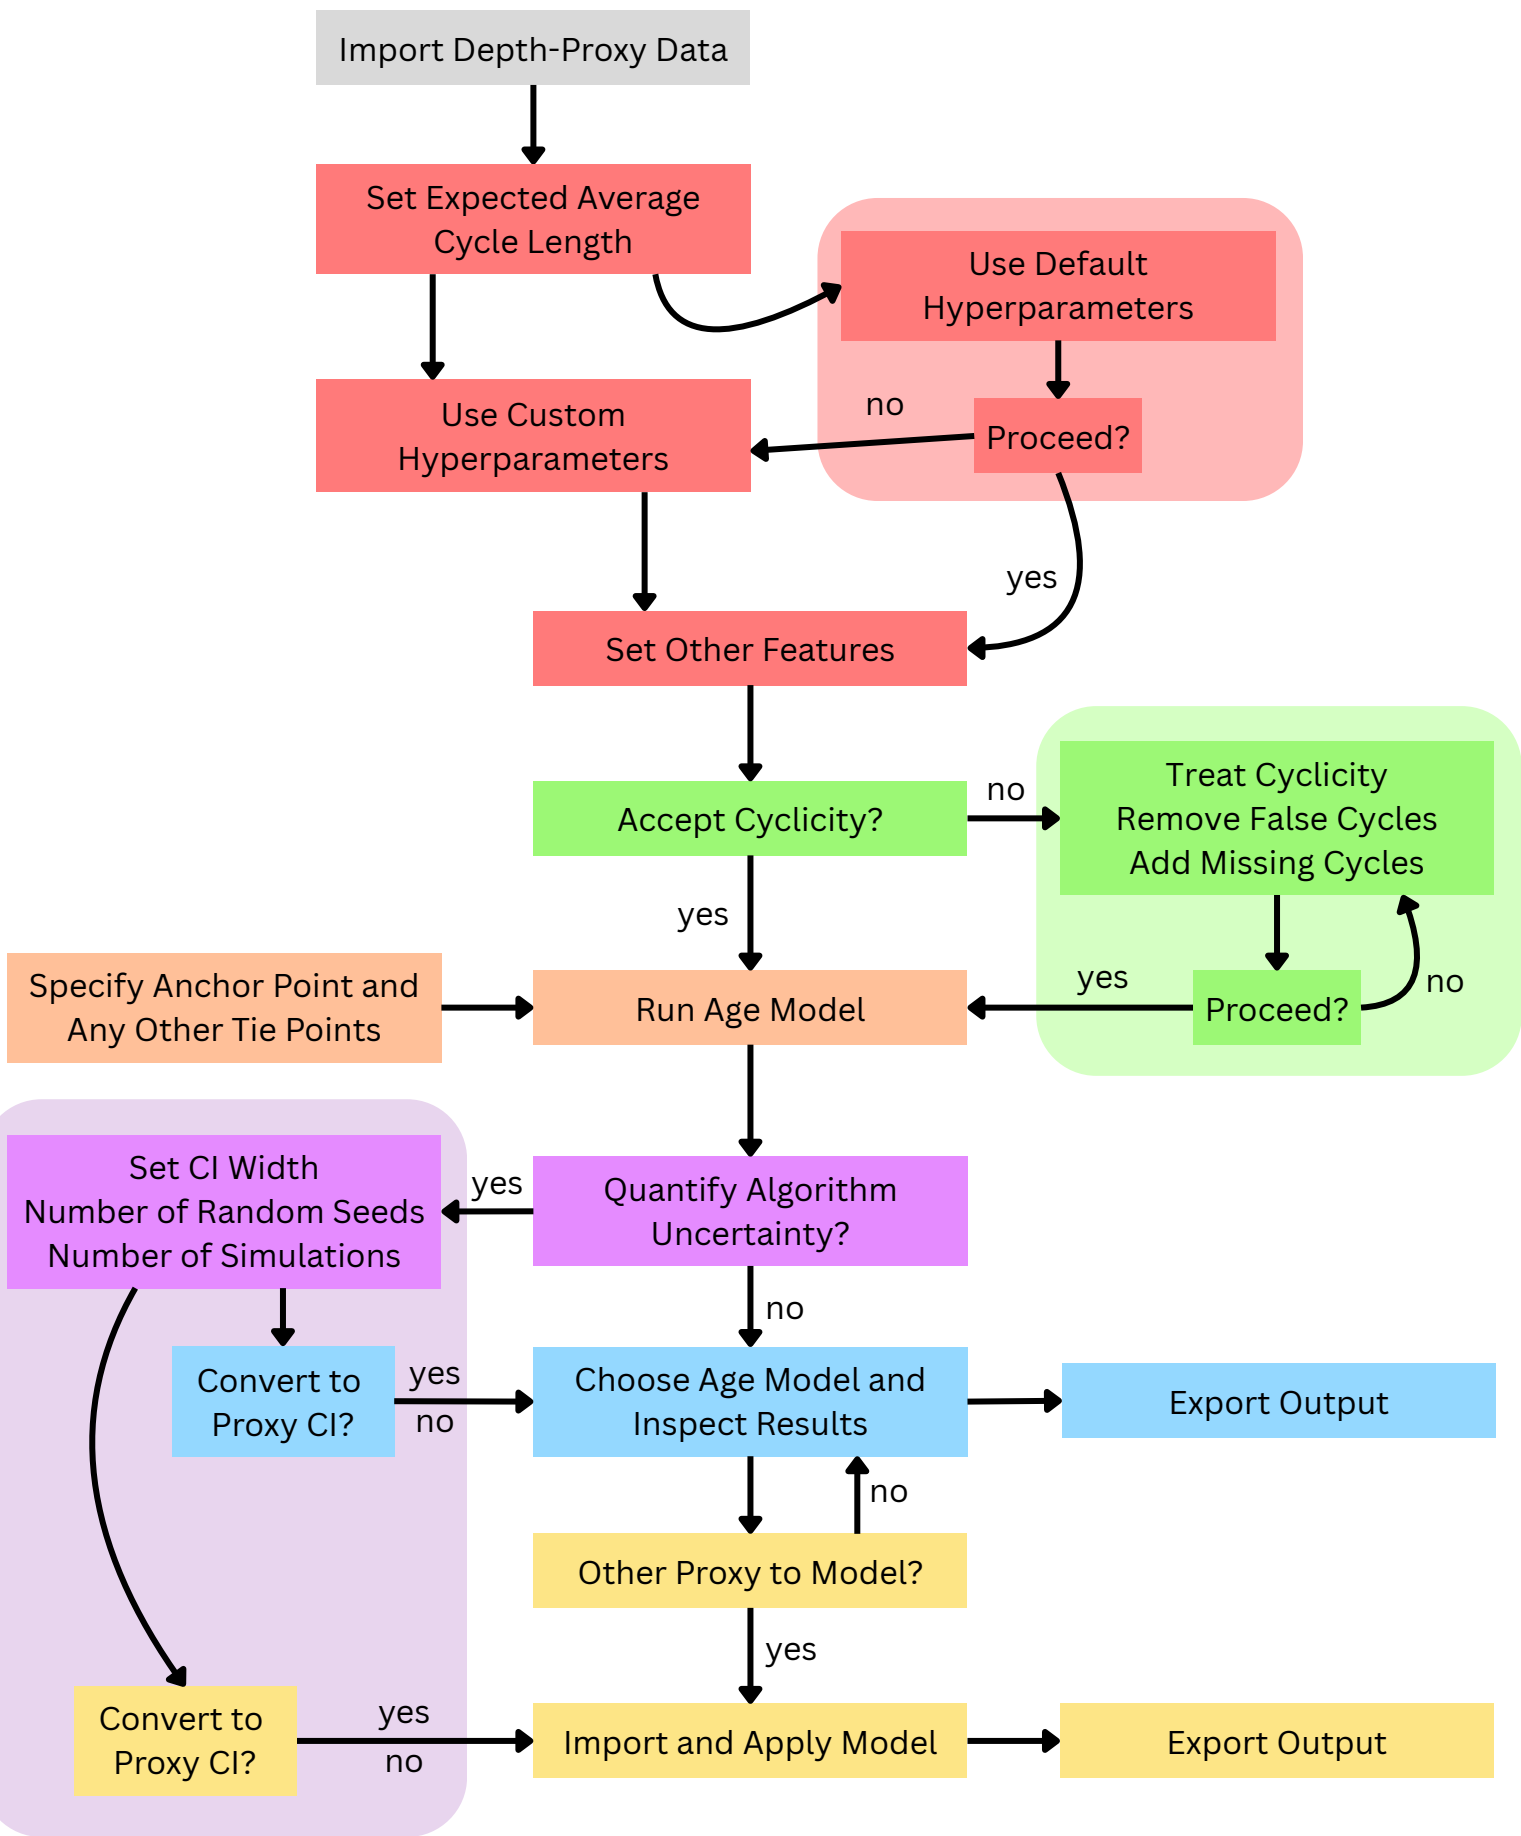 Import Depth-Proxy Data
Set Expected Average
Cycle Length
Use Default
Hyperparameters
Use Custom
Hyperparameters
no
Proceed?
yes
Set Other Features
Accept Cyclicity?
no
Treat Cyclicity
Remove False Cycles
Add Missing Cycles
yes
Specify Anchor Point and
Any Other Tie Points
Run Age Model
yes
Proceed?
no
Set CI Width
Number of Random Seeds
Number of Simulations
yes
Quantify Algorithm
Uncertainty?
no
Convert to
Proxy CI?
yes
no
Choose Age Model and
Inspect Results
Export Output
no
Other Proxy to Model?
yes
Convert to
Proxy CI?
yes
no
Import and Apply Model
Export Output